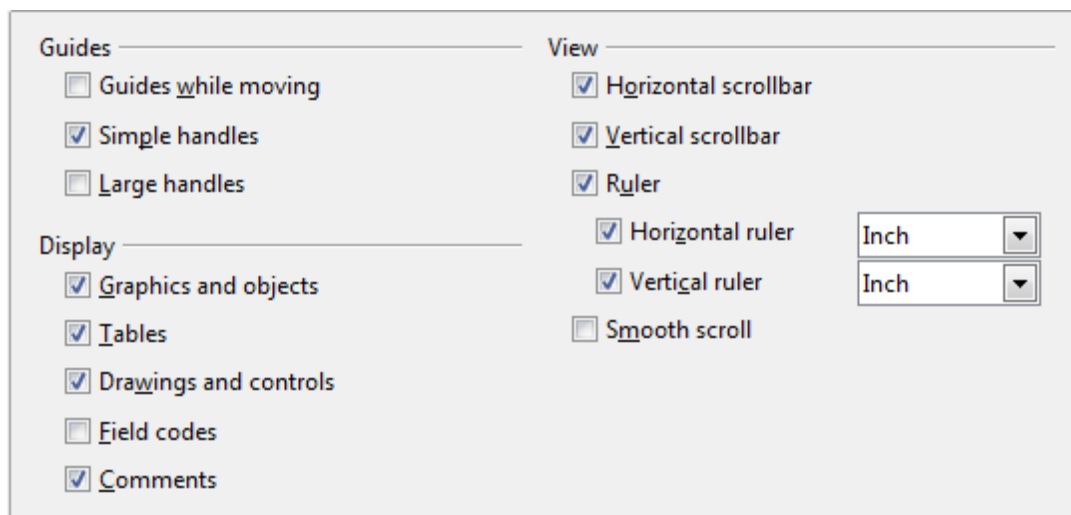 Guides
Guides while moving
Simple handles
Large handles
Display
Graphics and objects
Tables
Drawings and controls
Field codes
Comments
View
Horizontal scrollbar
Vertical scrollbar
Ruler
Horizontal ruler Inch
Vertical ruler Inch
Smooth scroll